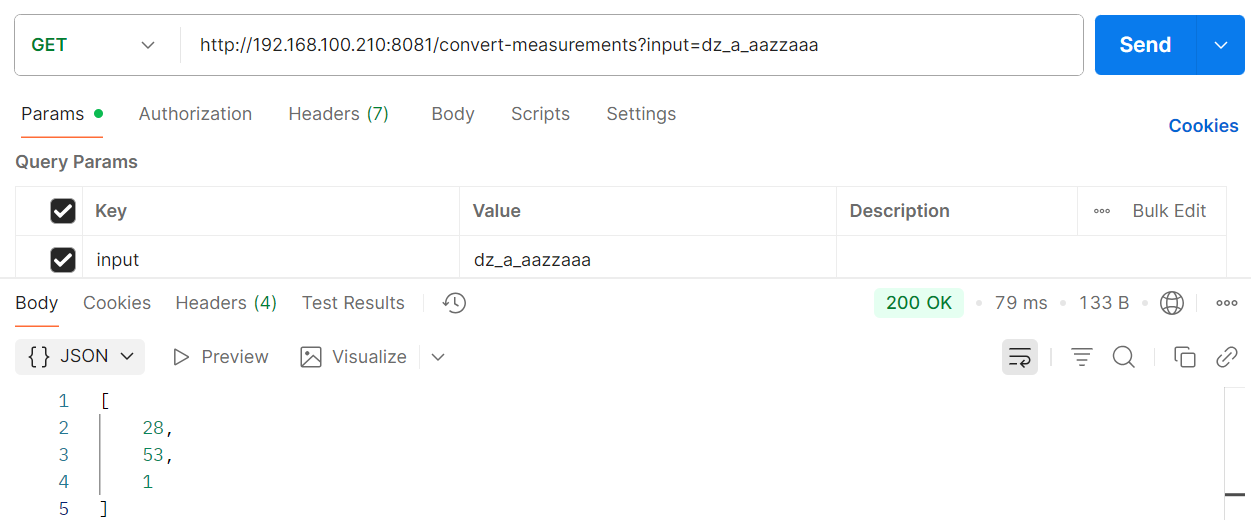 GET http://192.168.100.210:8081/convert-measurements?input=dz_a_aazzaaa Send
Params Authorization Headers (7) Body Scripts Settings Cookies
Query Params
Key Value Description Bulk Edit
input dz_a_aazzaaa
Body Cookies Headers (4) Test Results 200 OK 79 ms 133 B
{} JSON Preview Visualize
1 [
2 28,
3 53,
4 1
5 ]